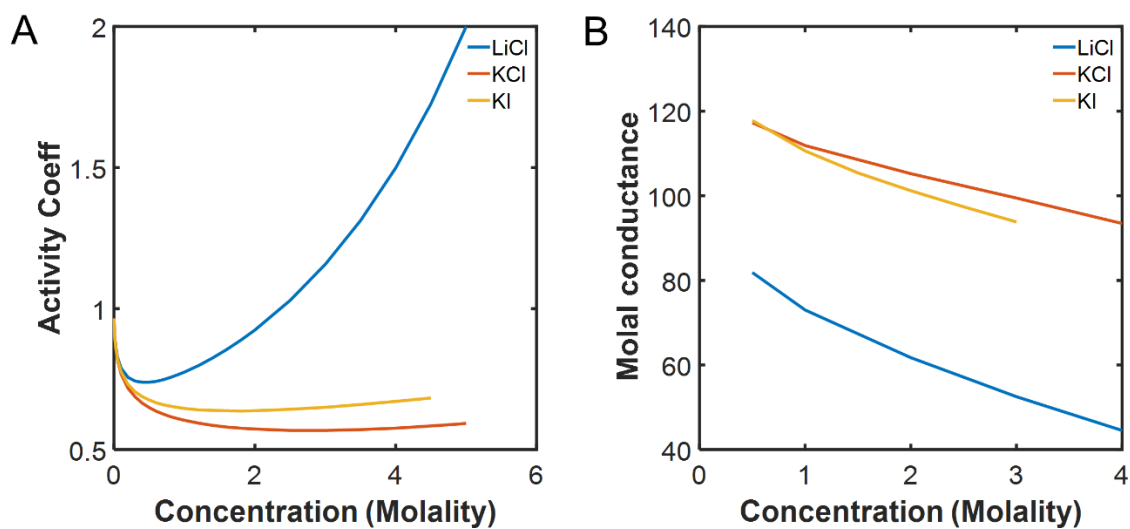 A
Activity Coeff
2
1.5
1
0.5
0
2
4
6
Concentration (Molality)
LiCl
KCl
KI
B
Molal conductance
140
120
100
80
60
40
0
1
2
3
4
Concentration (Molality)
LiCl
KCl
KI